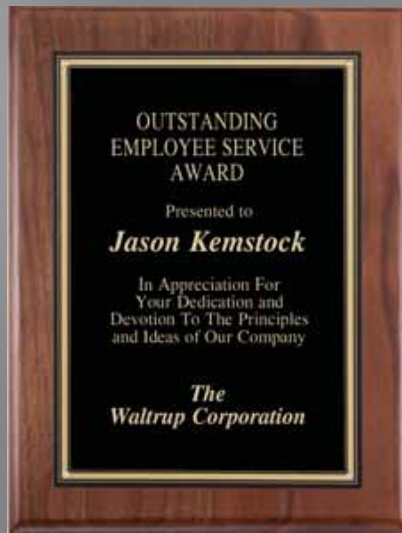 OUTSTANDING
EMPLOYEE SERVICE
AWARD
Presented to
Jason Kemstock
In Appreciation For
Your Dedication and
Devotion To The Principles
and Ideas of Our Company
The
Waltrup Corporation